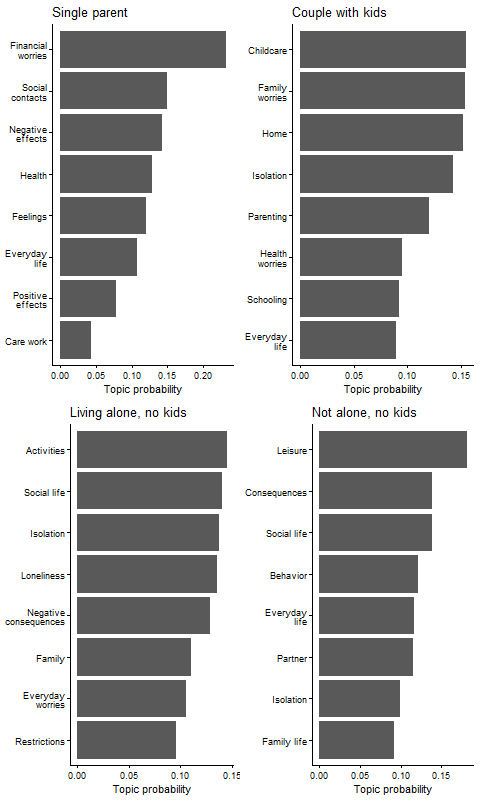 Single parent
Financial
worries
Social
contacts
Negative
effects
Health
Feelings
Everyday
life
Positive
effects
Care work
0.00 0.05 0.10 0.15 0.20
Topic probability
Couple with kids
Childcare
Family
worries
Home
Isolation
Parenting
Health
worries
Schooling
Everyday
life
0.00 0.05 0.10 0.15
Topic probability
Living alone, no kids
Activities
Social life
Isolation
Loneliness
Negative
consequences
Family
Everyday
worries
Restrictions
0.00 0.05 0.10 0.15
Topic probability
Not alone, no kids
Leisure
Consequences
Social life
Behavior
Everyday
life
Partner
Isolation
Family life
0.00 0.05 0.10 0.15
Topic probability